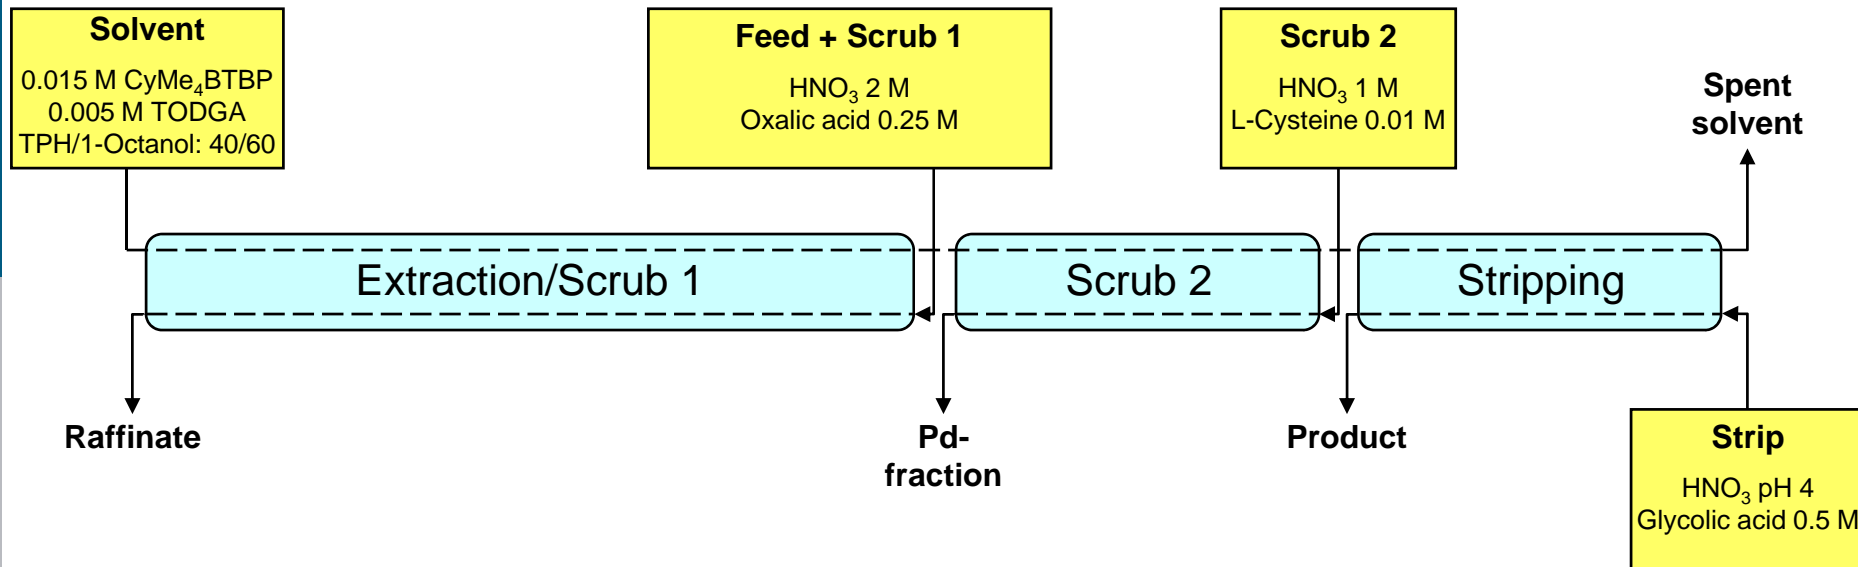 Solvent
0.015 M CyMe₄BTBP
0.005 M TODGA
TPH/1-Octanol: 40/60
Feed + Scrub 1
HNO₃ 2 M
Oxalic acid 0.25 M
Scrub 2
HNO₃ 1 M
L-Cysteine 0.01 M
Spent
solvent
Extraction/Scrub 1
Scrub 2
Stripping
Raffinate
Pd-
fraction
Product
Strip
HNO₃ pH 4
Glycolic acid 0.5 M